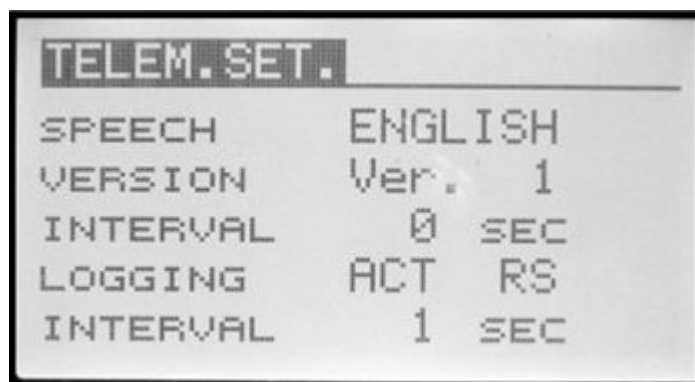 TELEM.SET.
SPEECH ENGLISH
VERSION Ver. 1
INTERVAL 0 SEC
LOGGING ACT RS
INTERVAL 1 SEC